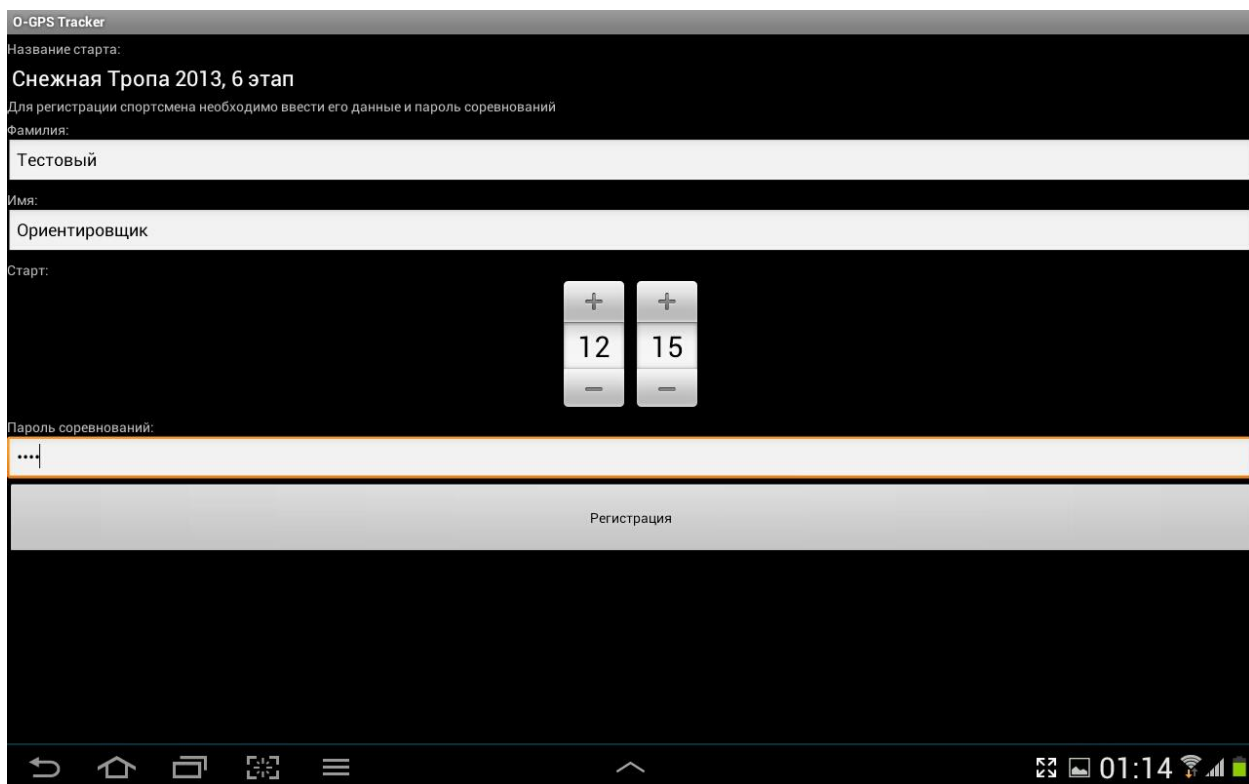 O-GPS Tracker
Название старта:
Снежная Тропа 2013, 6 этап
Для регистрации спортсмена необходимо ввести его данные и пароль соревнований
Фамилия:
Тестовый
Имя:
Ориентировщик
Старт:
12 15
Пароль соревнований:
••••
Регистрация
01:14